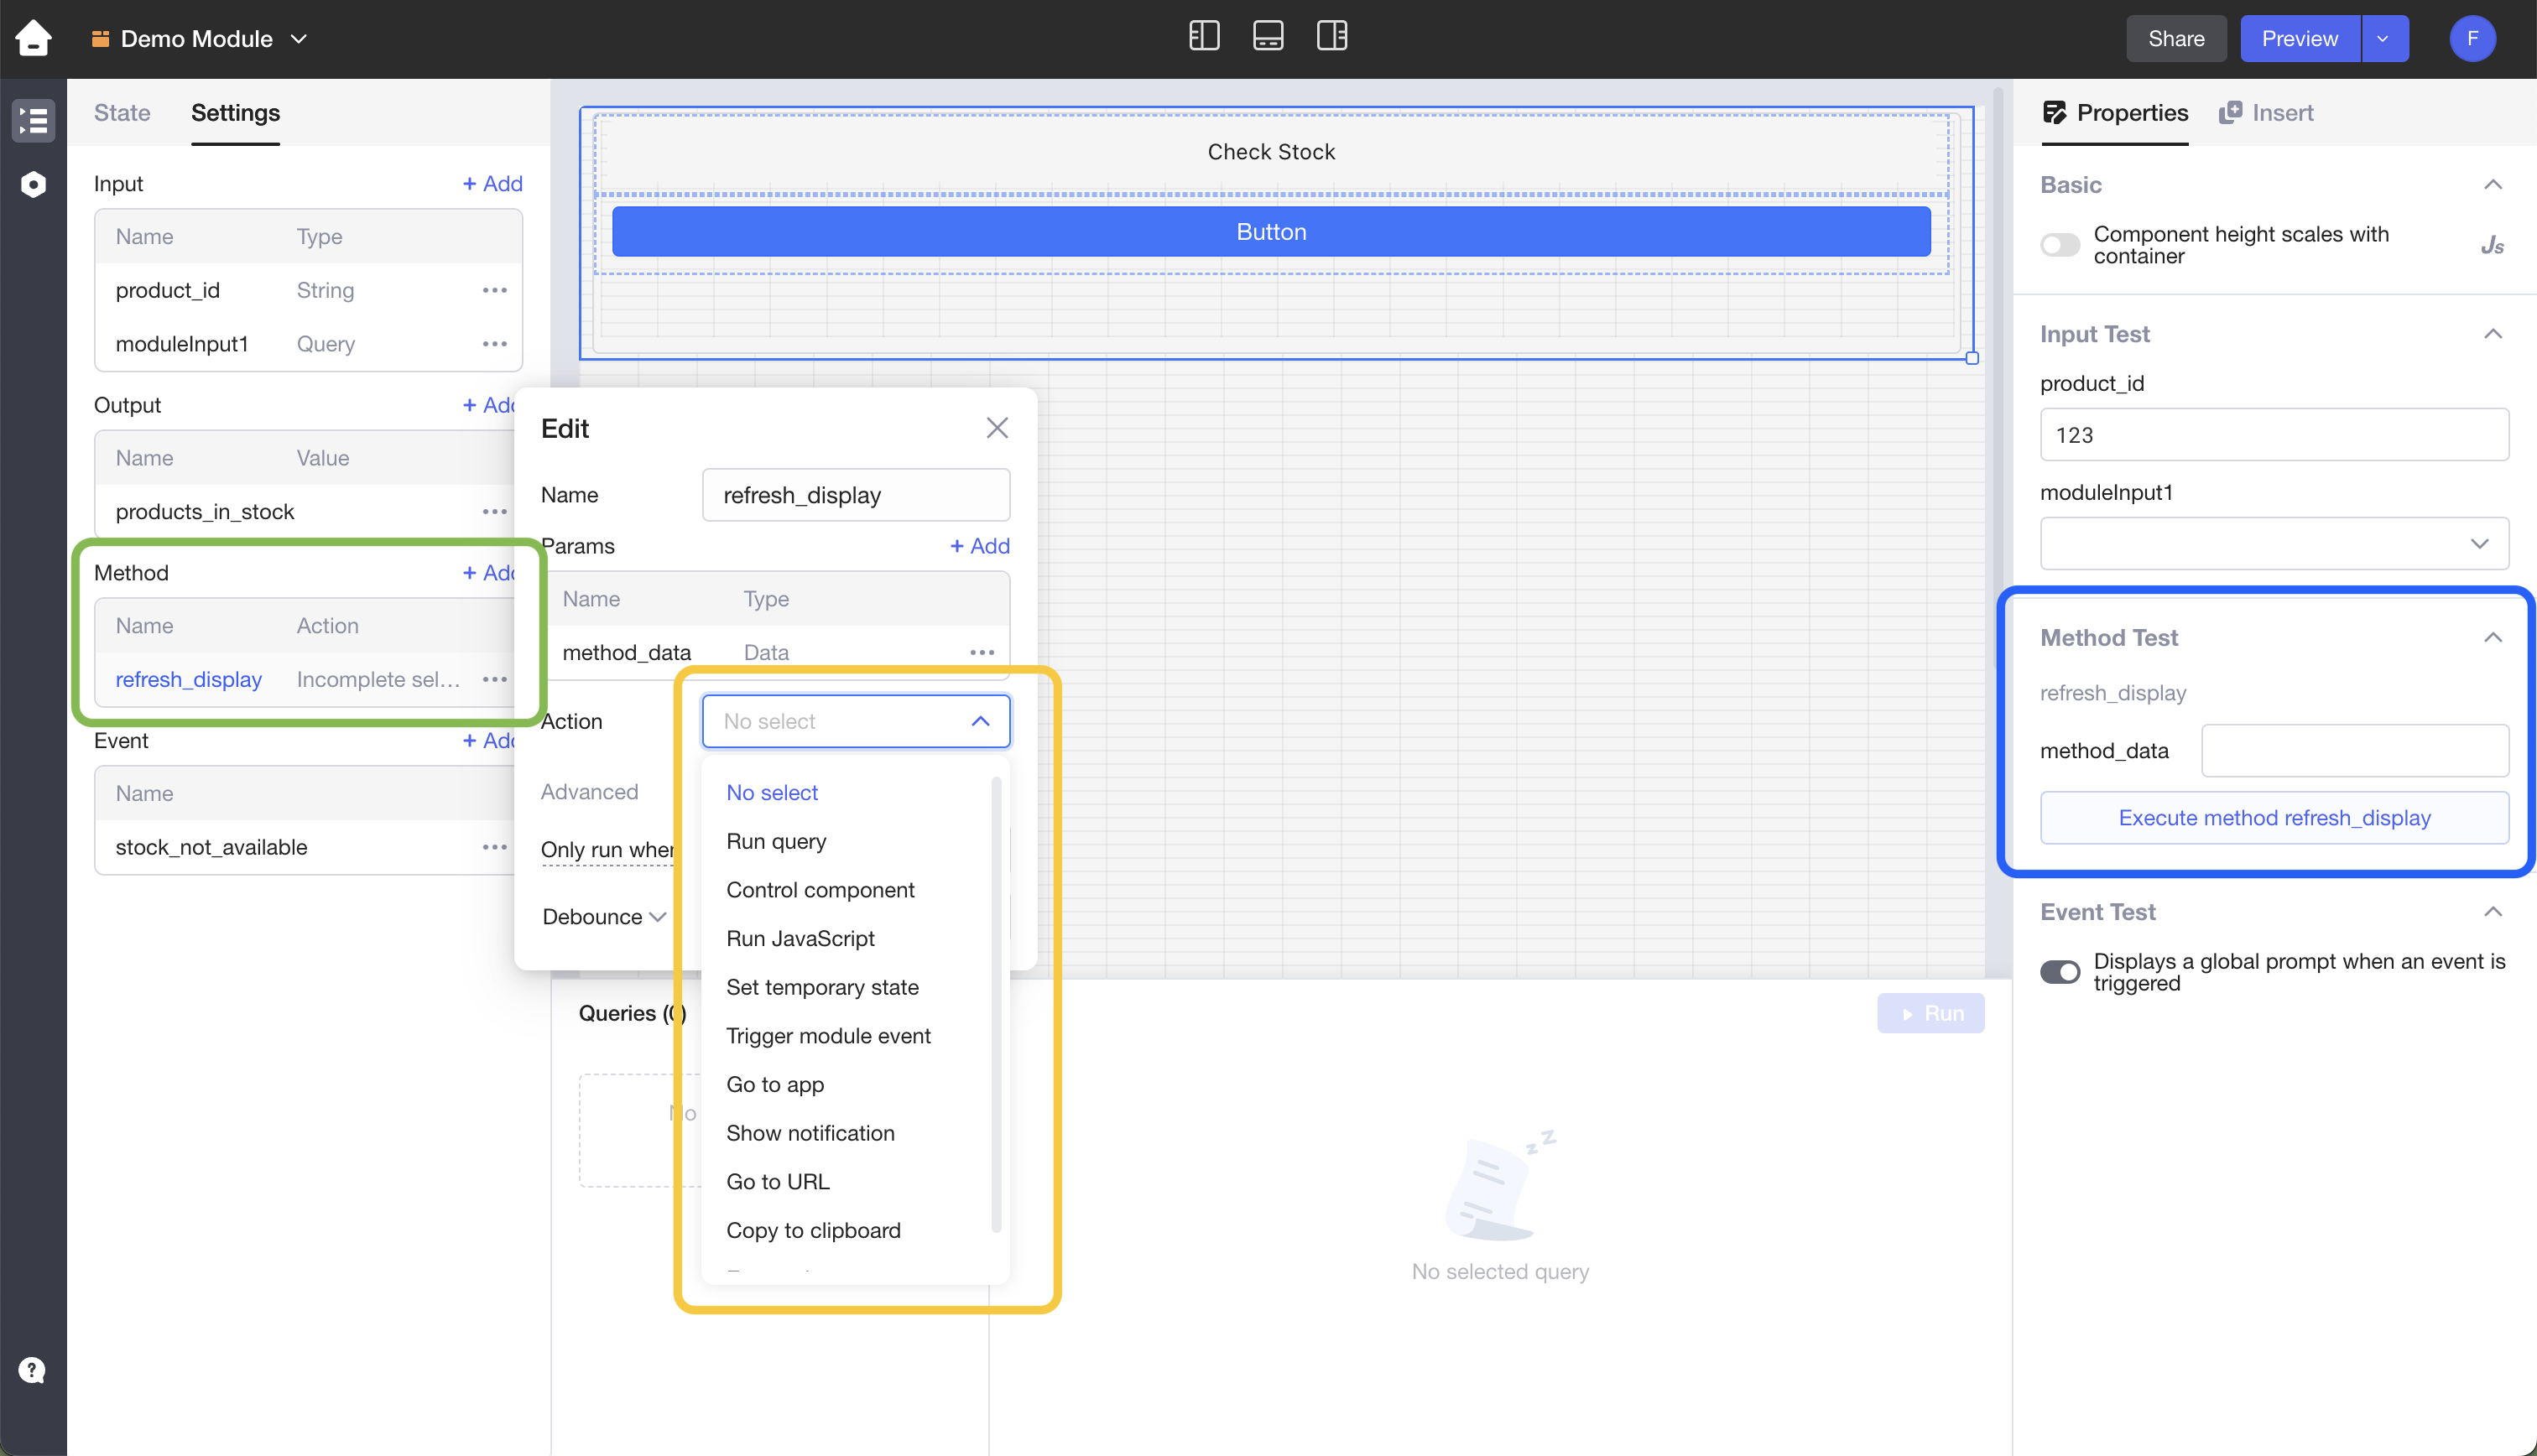 Demo Module
Share
Preview
F
State
Settings
Input
+ Add
Name
Type
product_id
String
moduleInput1
Query
Output
+ Add
Name
Value
products_in_stock
Method
+ Add
Name
Action
refresh_display
Incomplete sel...
Event
+ Add
Name
stock_not_available
Check Stock
Button
Edit
Name
refresh_display
Params
+ Add
Name
Type
method_data
Data
Action
No select
Advanced
Only run when
Debounce
No select
Run query
Control component
Run JavaScript
Set temporary state
Trigger module event
Go to app
Show notification
Go to URL
Copy to clipboard
Queries (0)
No
Run
No selected query
Properties
Insert
Basic
Component height scales with
container
Js
Input Test
product_id
123
moduleInput1
Method Test
refresh_display
method_data
Execute method refresh_display
Event Test
Displays a global prompt when an event is
triggered